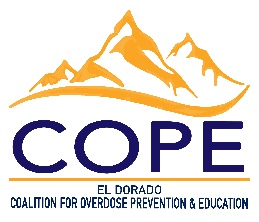 COPE
EL DORADO
COALITION FOR OVERDOSE PREVENTION & EDUCATION